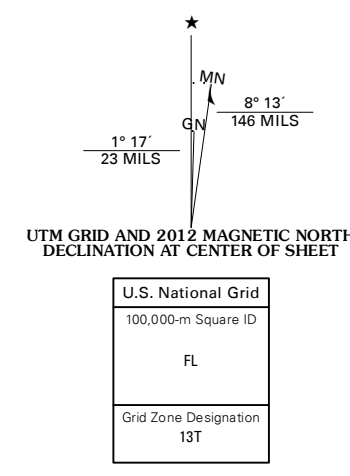 ★
MN
8° 13´
146 MILS
GN
1° 17´
23 MILS
UTM GRID AND 2012 MAGNETIC NORTH
DECLINATION AT CENTER OF SHEET
U.S. National Grid
100,000-m Square ID
FL
Grid Zone Designation
13T